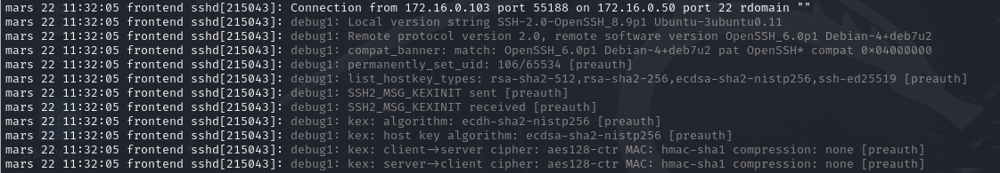 mars 22 11:32:05 frontend sshd[215043]: Connection from 172.16.0.103 port 55188 on 172.16.0.50 port 22 rdomain ""
mars 22 11:32:05 frontend sshd[215043]: debug1: Local version string SSH-2.0-OpenSSH_8.9p1 Ubuntu-3ubuntu0.11
mars 22 11:32:05 frontend sshd[215043]: debug1: Remote protocol version 2.0, remote software version OpenSSH_6.0p1 Debian-4+deb7u2
mars 22 11:32:05 frontend sshd[215043]: debug1: compat_banner: match: OpenSSH_6.0p1 Debian-4+deb7u2 pat OpenSSH* compat 0×04000000
mars 22 11:32:05 frontend sshd[215043]: debug1: permanently_set_uid: 106/65534 [preauth]
mars 22 11:32:05 frontend sshd[215043]: debug1: list_hostkey_types: rsa-sha2-512,rsa-sha2-256,ecdsa-sha2-nistp256,ssh-ed25519 [preauth]
mars 22 11:32:05 frontend sshd[215043]: debug1: SSH2_MSG_KEXINIT sent [preauth]
mars 22 11:32:05 frontend sshd[215043]: debug1: SSH2_MSG_KEXINIT received [preauth]
mars 22 11:32:05 frontend sshd[215043]: debug1: kex: algorithm: ecdh-sha2-nistp256 [preauth]
mars 22 11:32:05 frontend sshd[215043]: debug1: kex: host key algorithm: ecdsa-sha2-nistp256 [preauth]
mars 22 11:32:05 frontend sshd[215043]: debug1: kex: client→server cipher: aes128-ctr MAC: hmac-sha1 compression: none [preauth]
mars 22 11:32:05 frontend sshd[215043]: debug1: kex: server→client cipher: aes128-ctr MAC: hmac-sha1 compression: none [preauth]